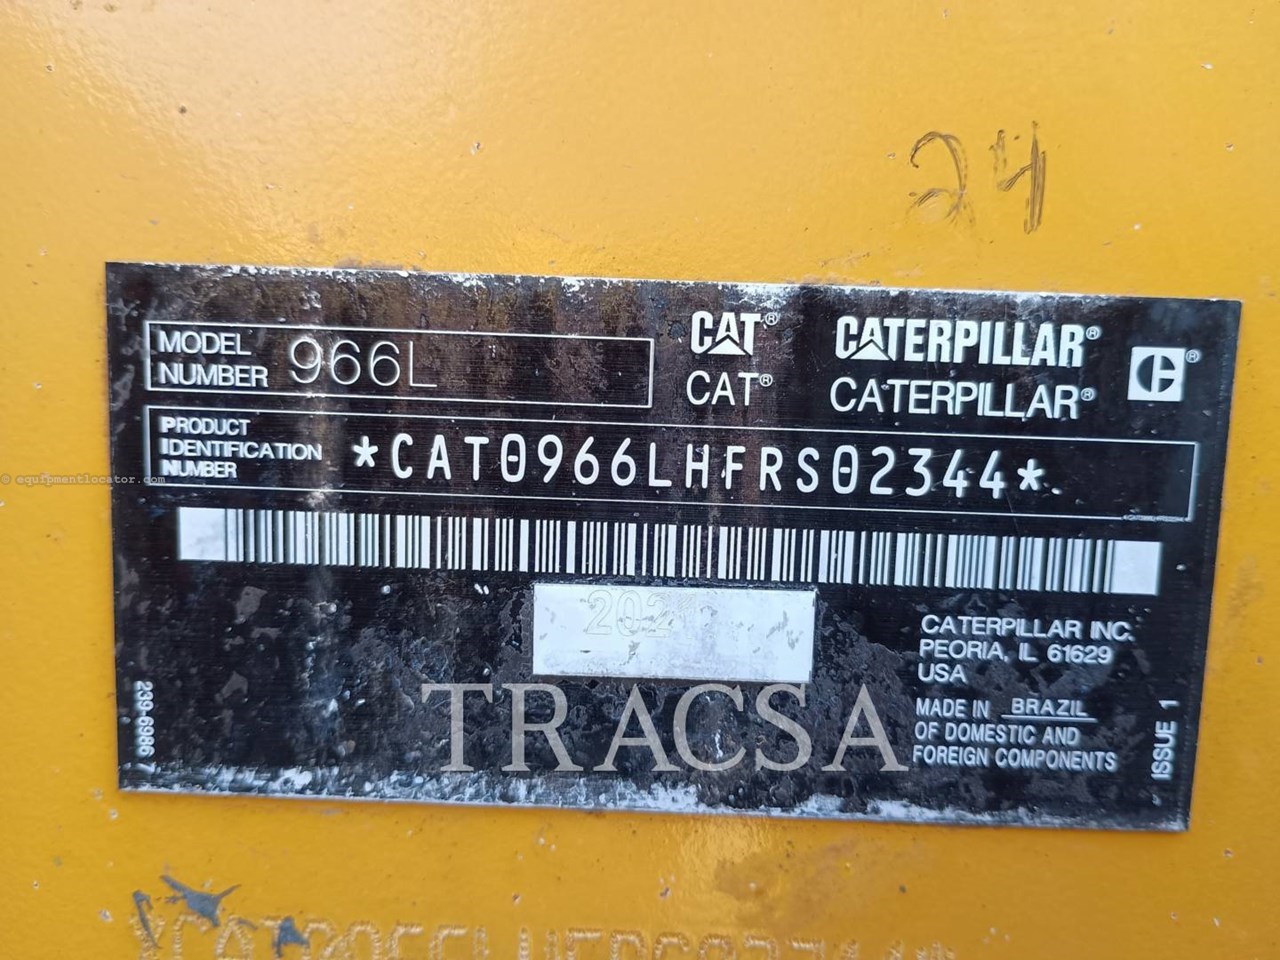 24
MODEL NUMBER 966L
CAT® CATERPILLAR®
CAT® CATERPILLAR®
PRODUCT IDENTIFICATION NUMBER *CAT0966LHFRS02344*
© equipmentlocator.com
CATERPILLAR INC.
PEORIA, IL 61629
USA
MADE IN BRAZIL
OF DOMESTIC AND
FOREIGN COMPONENTS
ISSUE 1
239-6986 7
TRACSA